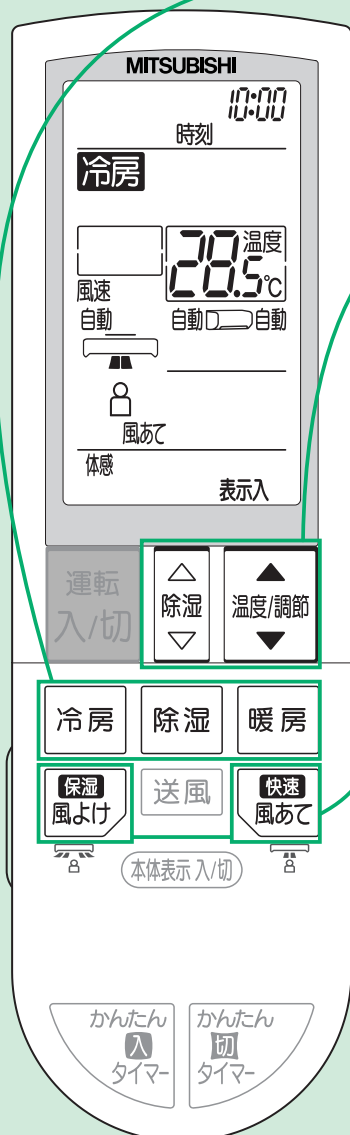 MITSUBISHI
10:00
時刻
冷房
28.5℃ 温度
風速
自動 自動 自動
風あて
体感
表示入
運転
入/切
△
除湿
▽
▲
温度/調節
▼
冷房 除湿 暖房
保湿
風よけ
送風
快速
風あて
本体表示 入/切
かんたん
入
タイマー
かんたん
切
タイマー